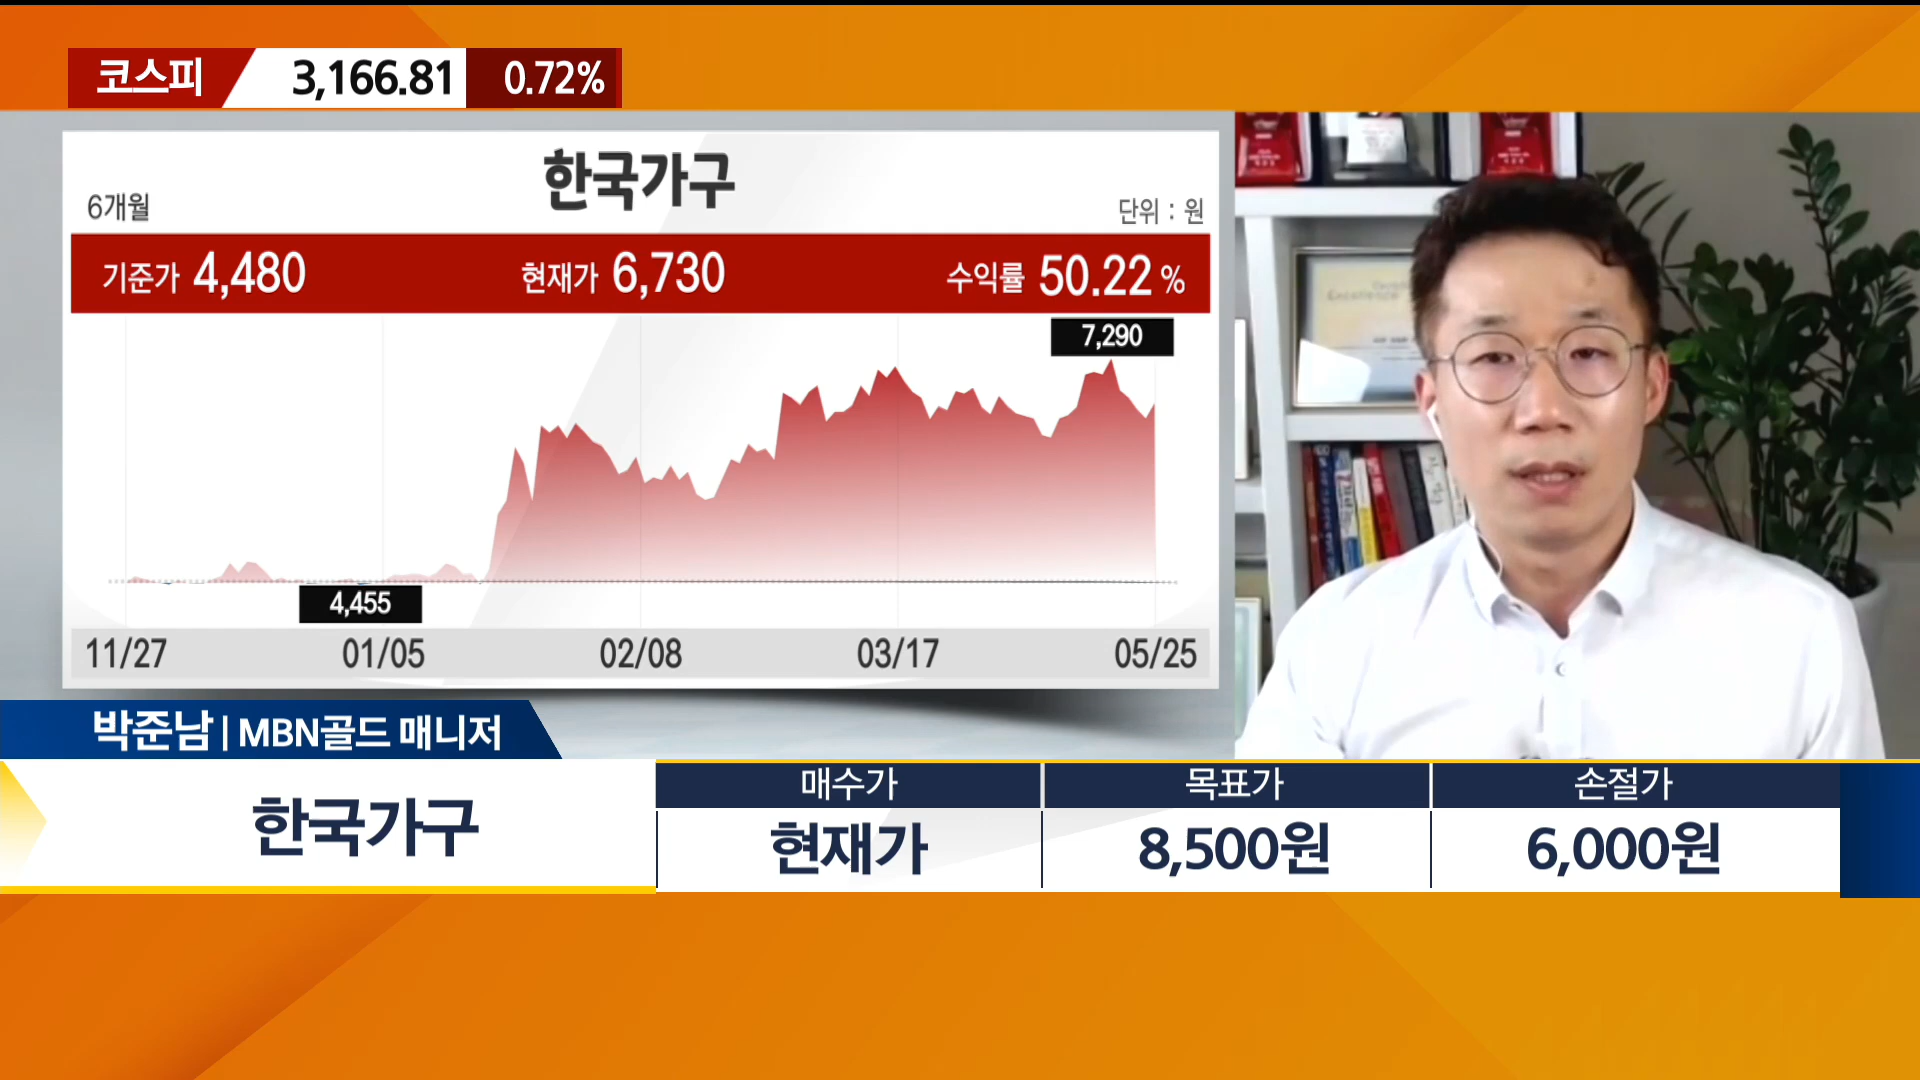 코스피 3,166.81 0.72%
한국가구
6개월
단위 : 원
기준가 4,480 현재가 6,730 수익률 50.22 %
7,290
4,455
11/27 01/05 02/08 03/17 05/25
박준남 | MBN골드 매니저
한국가구
매수가 목표가 손절가
현재가 8,500원 6,000원